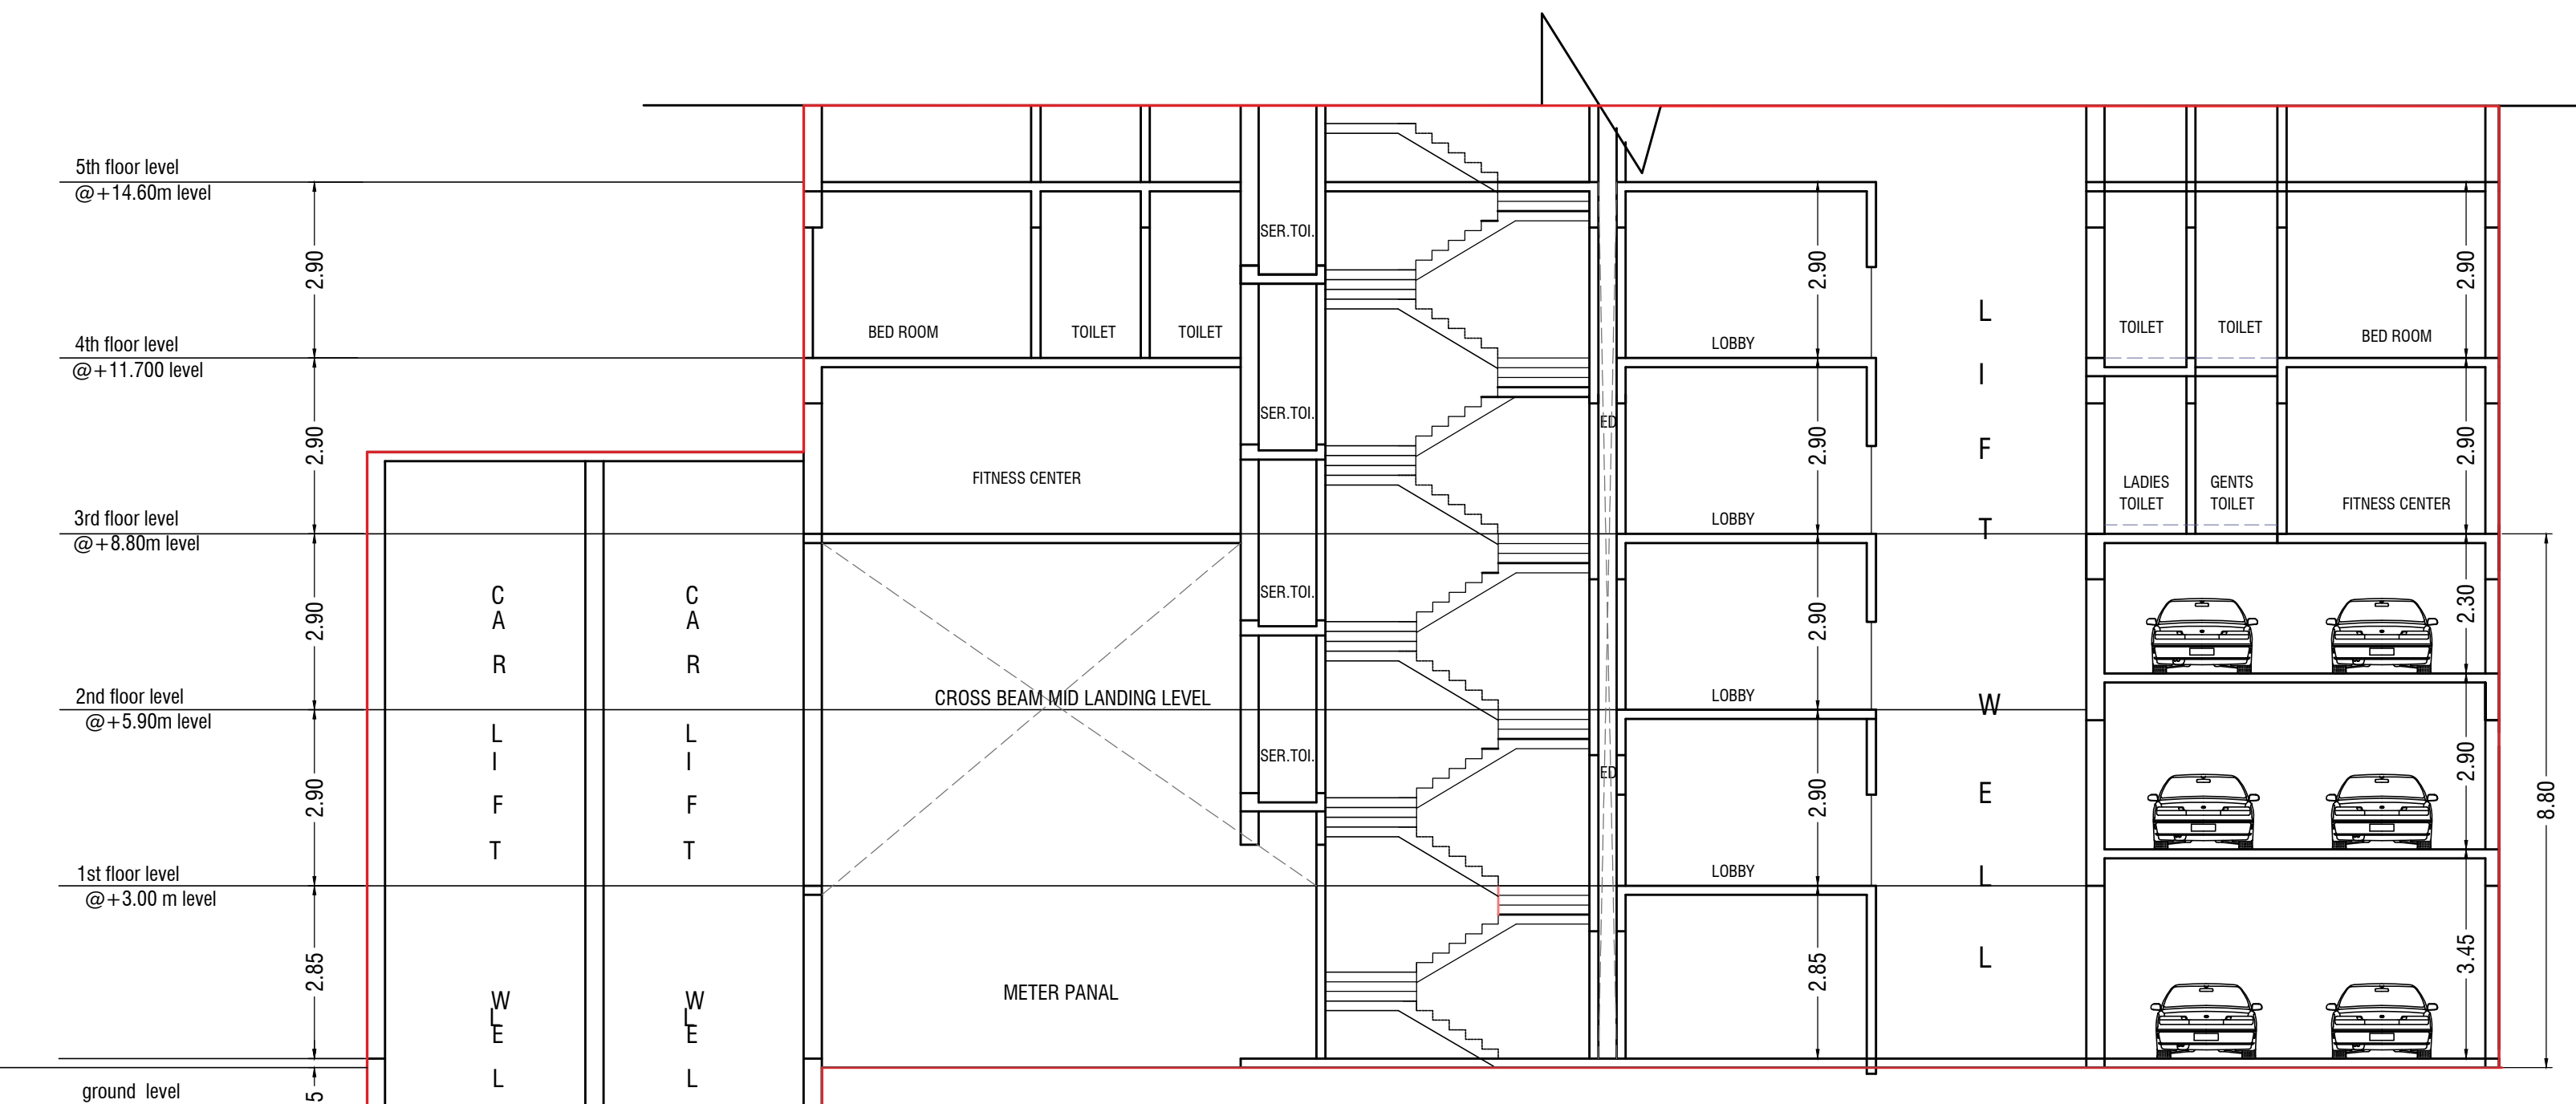 5th floor level
@+14.60m level
4th floor level
@+11.700 level
3rd floor level
@+8.80m level
2nd floor level
@+5.90m level
1st floor level
@+3.00 m level
ground level
2.90
2.90
2.90
2.90
2.85
5
CAR LIFT
W
L
E
L
CAR LIFT
W
L
E
L
BED ROOM
TOILET
TOILET
FITNESS CENTER
CROSS BEAM MID LANDING LEVEL
METER PANAL
SER.TOI.
SER.TOI.
SER.TOI.
SER.TOI.
ED
ED
LOBBY
LOBBY
LOBBY
LOBBY
2.90
2.90
2.90
2.90
2.85
LIFT WELL
TOILET
TOILET
BED ROOM
LADIES
TOILET
GENTS
TOILET
FITNESS CENTER
2.90
2.90
2.30
2.90
3.45
8.80